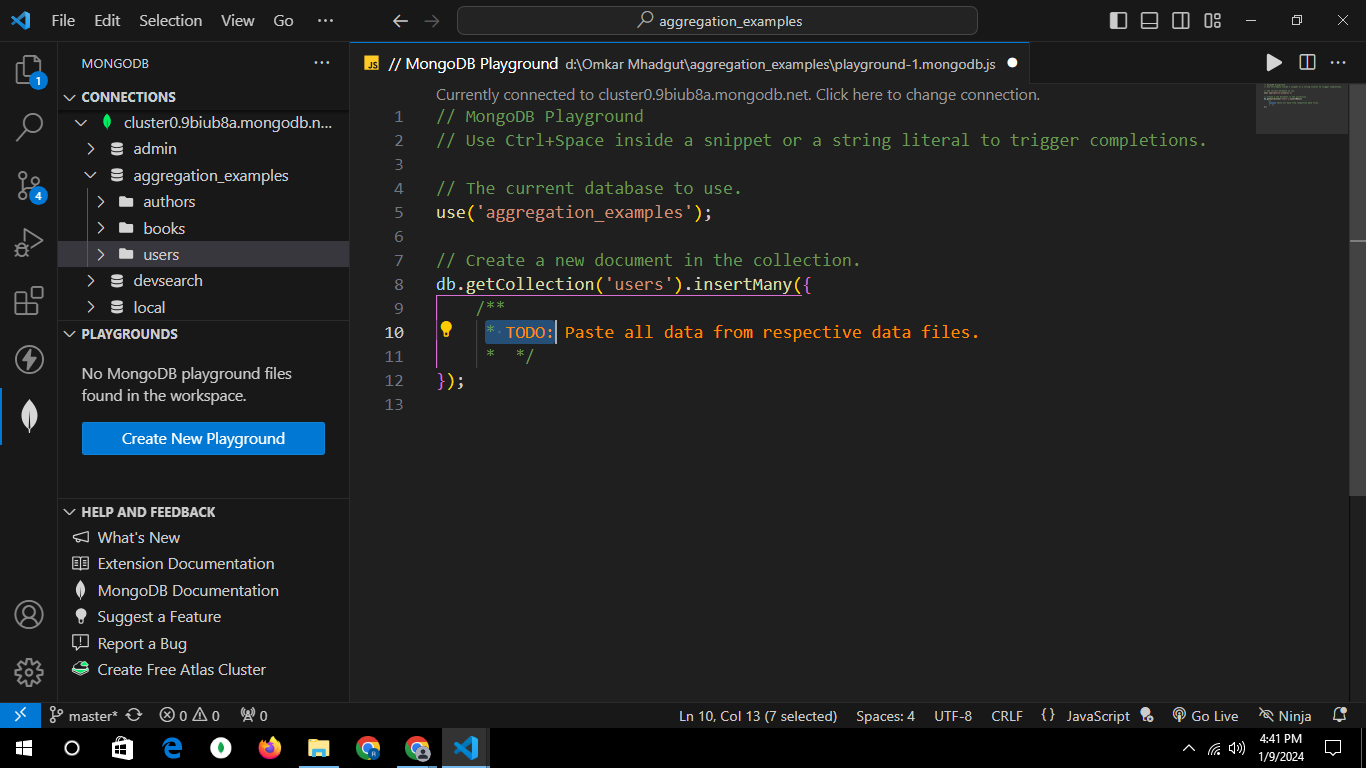 File Edit Selection View Go ··· aggregation_examples
MONGODB ···
CONNECTIONS
cluster0.9biub8a.mongodb.n...
admin
aggregation_examples
authors
books
users
devsearch
local
PLAYGROUNDS
No MongoDB playground files
found in the workspace.
Create New Playground
HELP AND FEEDBACK
What's New
Extension Documentation
MongoDB Documentation
Suggest a Feature
Report a Bug
Create Free Atlas Cluster
1
4
JS // MongoDB Playground d:\Omkar Mhadgut\aggregation_examples\playground-1.mongodb.js
Currently connected to cluster0.9biub8a.mongodb.net. Click here to change connection.
1 // MongoDB Playground
2 // Use Ctrl+Space inside a snippet or a string literal to trigger completions.
3
4 // The current database to use.
5 use('aggregation_examples');
6
7 // Create a new document in the collection.
8 db.getCollection('users').insertMany({
9 /**
10 * TODO: Paste all data from respective data files.
11 *  */
12 });
13
master* 0 0 0 Ln 10, Col 13 (7 selected) Spaces: 4 UTF-8 CRLF {} JavaScript Go Live Ninja
4:41 PM
1/9/2024